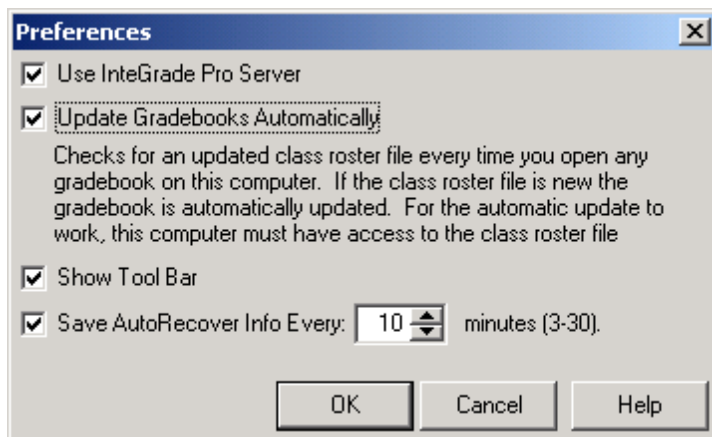 Preferences
Use InteGrade Pro Server
Update Gradebooks Automatically
Checks for an updated class roster file every time you open any
gradebook on this computer. If the class roster file is new the
gradebook is automatically updated. For the automatic update to
work, this computer must have access to the class roster file
Show Tool Bar
Save AutoRecover Info Every: 10 minutes (3-30).
OK Cancel Help